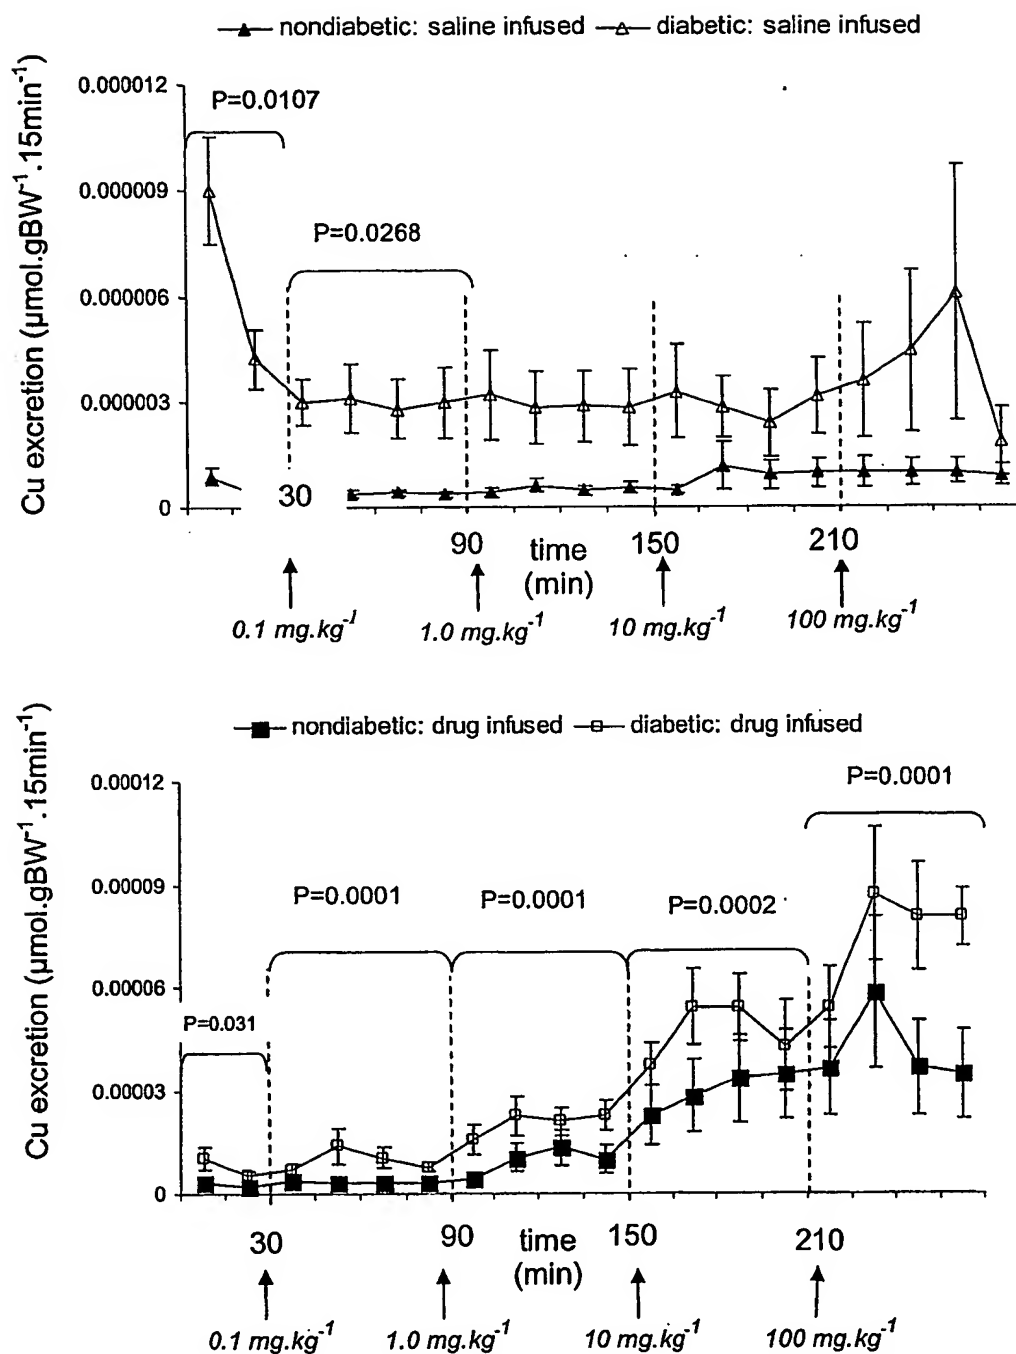 nondiabetic: saline infused diabetic: saline infused
Cu excretion (µmol.gBW⁻¹.15min⁻¹)
0.000012
0.000009
0.000006
0.000003
0
P=0.0107
P=0.0268
30
90
time
(min)
150
210
0.1 mg.kg⁻¹
1.0 mg.kg⁻¹
10 mg.kg⁻¹
100 mg.kg⁻¹
nondiabetic: drug infused diabetic: drug infused
Cu excretion (µmol.gBW⁻¹.15min⁻¹)
0.00012
0.00009
0.00006
0.00003
0
P=0.031
P=0.0001
P=0.0001
P=0.0002
P=0.0001
30
90
time
(min)
150
210
0.1 mg.kg⁻¹
1.0 mg.kg⁻¹
10 mg.kg⁻¹
100 mg.kg⁻¹